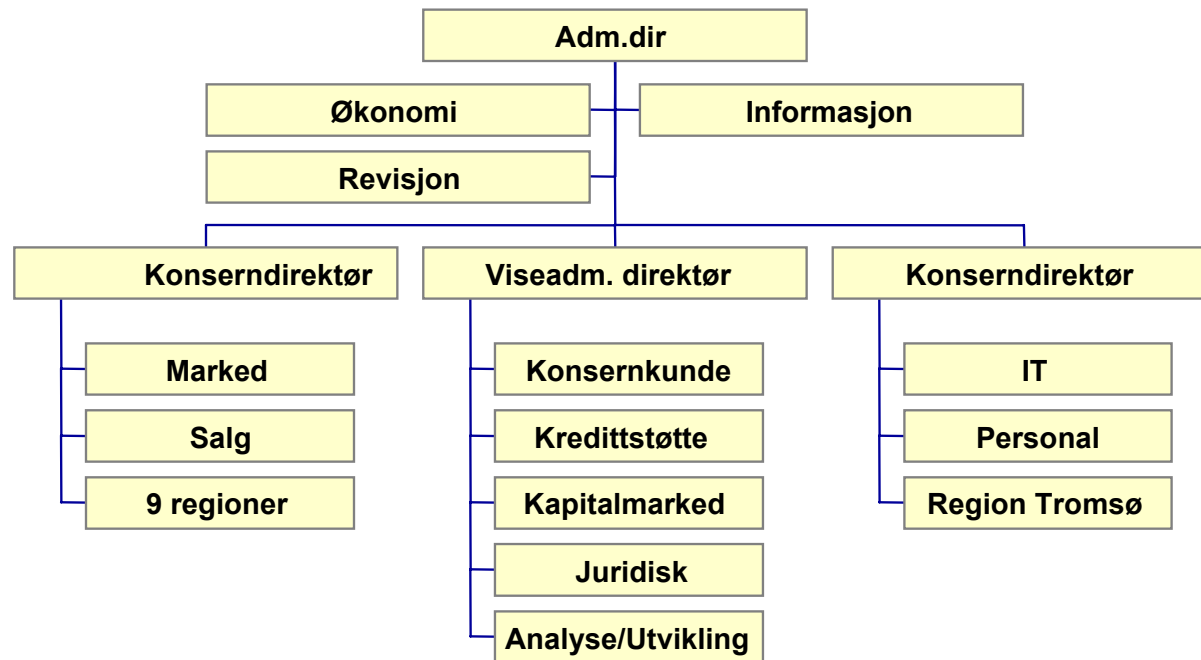 Adm.dir
Økonomi
Informasjon
Revisjon
Konserndirektør
Viseadm. direktør
Konserndirektør
Marked
Salg
9 regioner
Konsernkunde
Kredittstøtte
Kapitalmarked
Juridisk
Analyse/Utvikling
IT
Personal
Region Tromsø